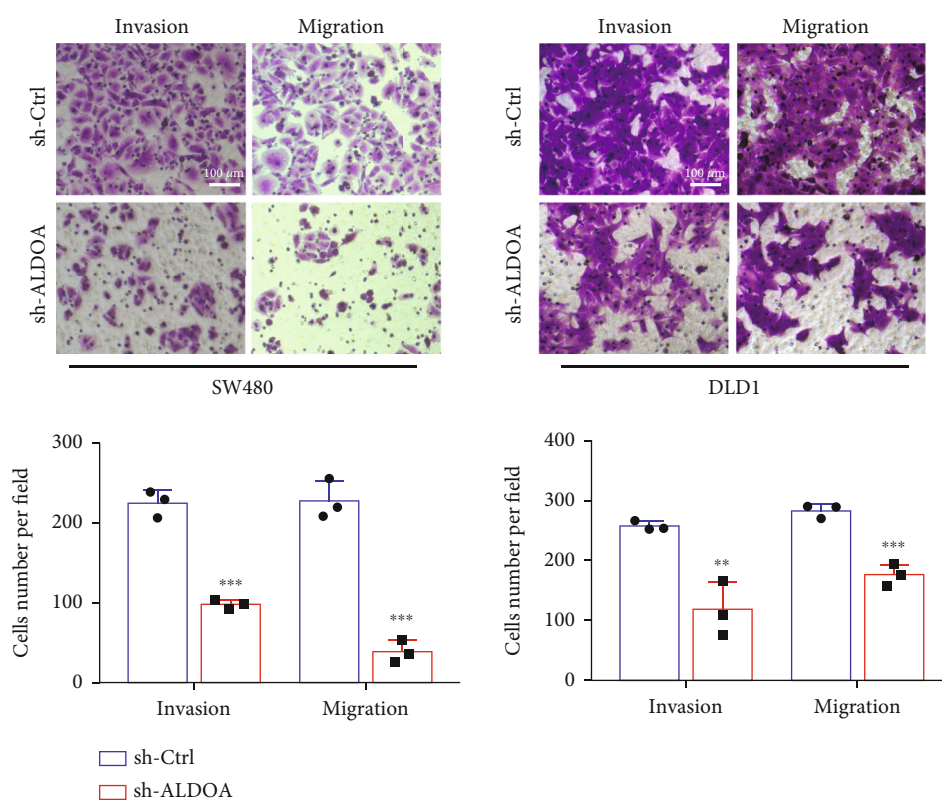 Invasion Migration
sh-Ctrl
100 μm
sh-ALDOA
SW480
Invasion Migration
sh-Ctrl
100 μm
sh-ALDOA
DLD1
Cells number per field
300
200
100
0
***
***
Invasion Migration
Cells number per field
400
300
200
100
0
**
***
Invasion Migration
sh-Ctrl
sh-ALDOA